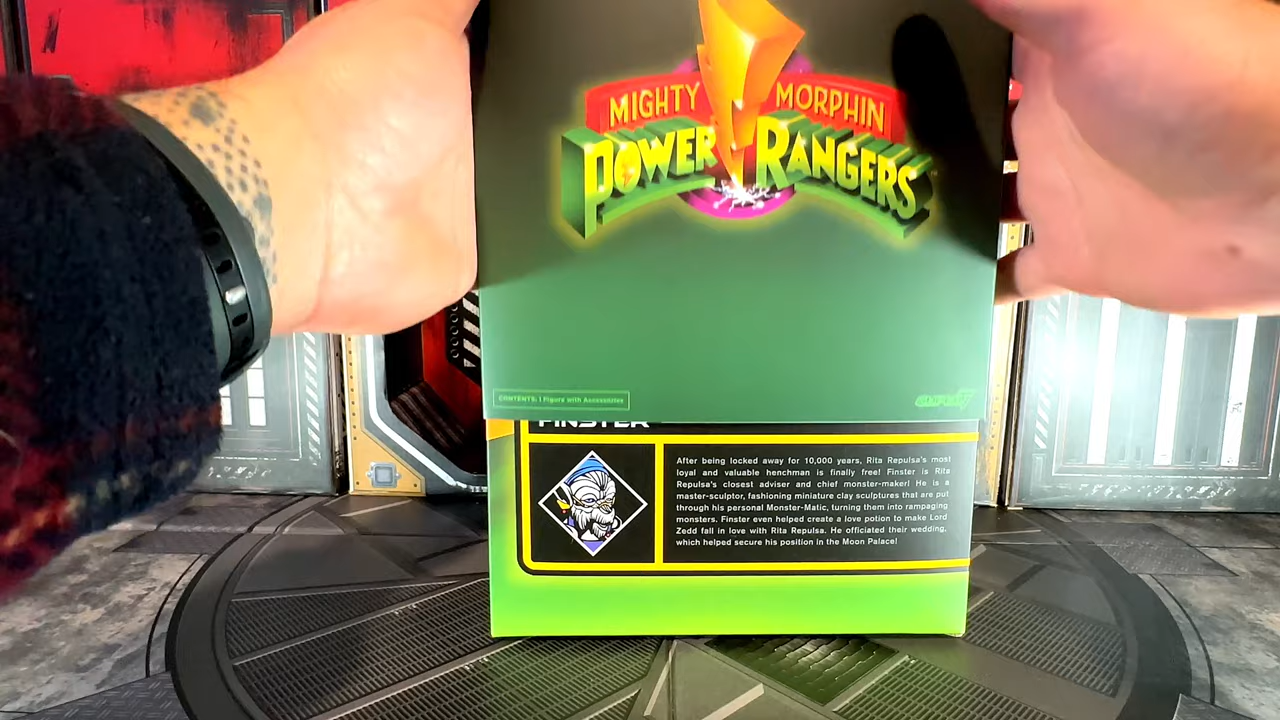 MIGHTY MORPHIN
POWER RANGERS
CONTENTS: 1 Figure with Accessories
SUPER7
FINSTER
After being locked away for 10,000 years, Rita Repulsa's most
loyal and valuable henchman is finally free! Finster is Rita
Repulsa's closest adviser and chief monster-maker! He is a
master-sculptor, fashioning miniature clay sculptures that are put
through his personal Monster-Matic, turning them into rampaging
monsters. Finster even helped create a love potion to make Lord
Zedd fall in love with Rita Repulsa. He officiated their wedding,
which helped secure his position in the Moon Palace!